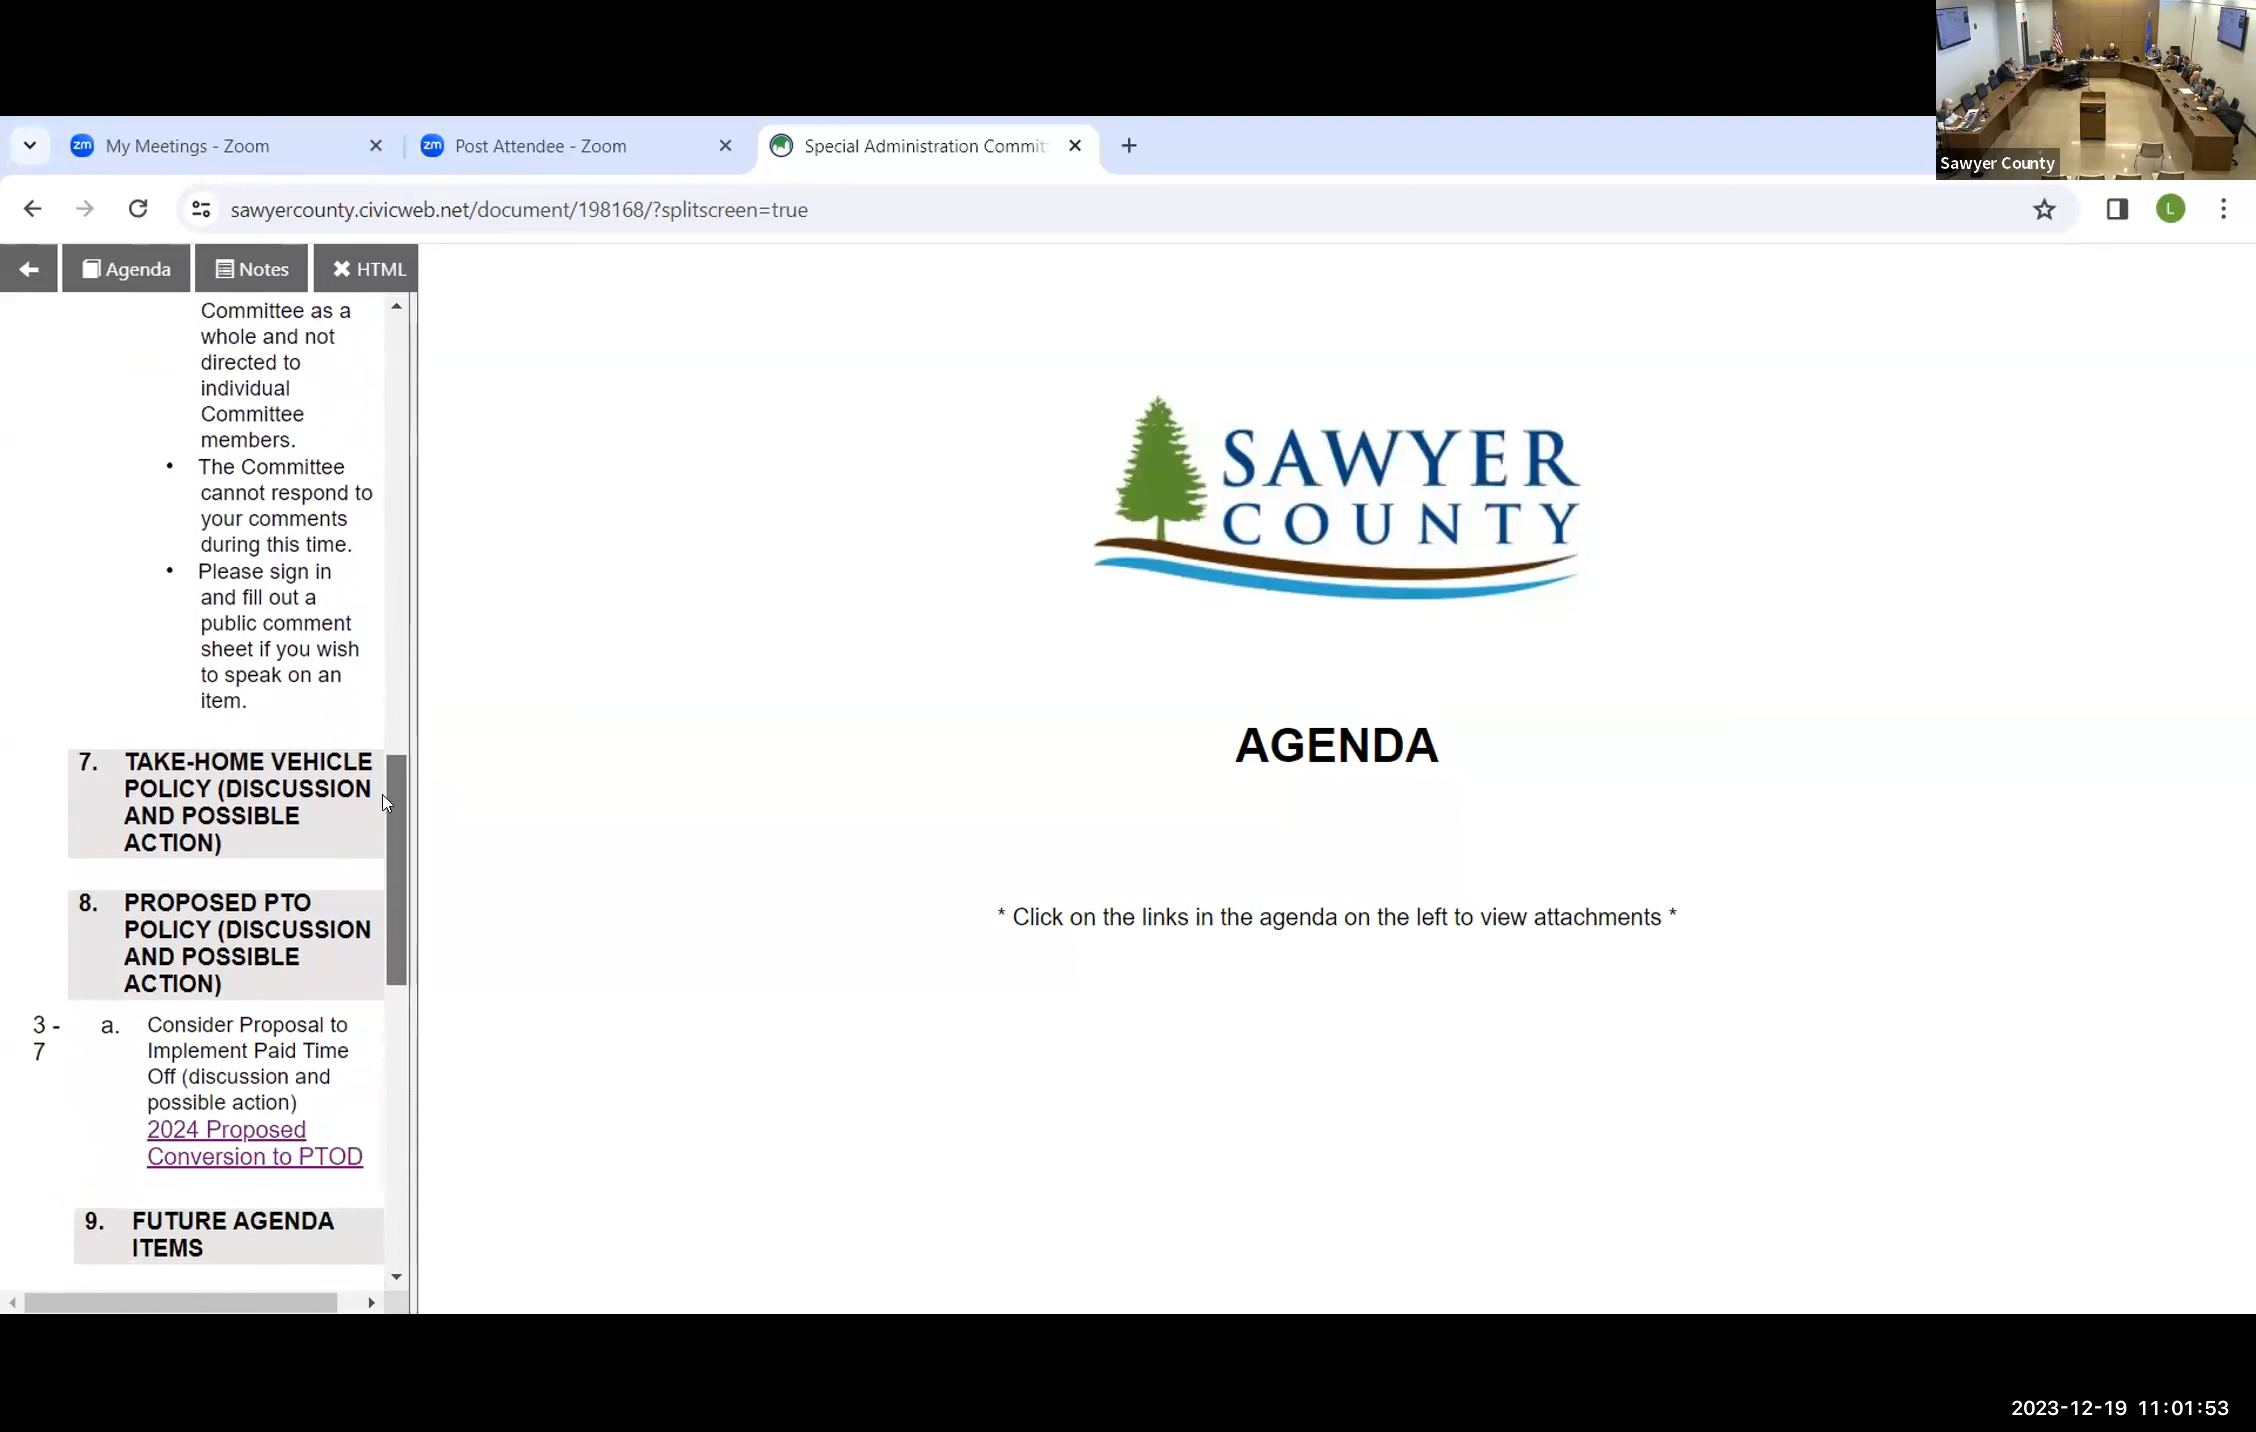 Sawyer County
My Meetings - Zoom
Post Attendee - Zoom
Special Administration Commit
sawyercounty.civicweb.net/document/198168/?splitscreen=true
L
Agenda
Notes
HTML
Committee as a
whole and not
directed to
individual
Committee
members.
• The Committee
cannot respond to
your comments
during this time.
• Please sign in
and fill out a
public comment
sheet if you wish
to speak on an
item.
7. TAKE-HOME VEHICLE
POLICY (DISCUSSION
AND POSSIBLE
ACTION)
8. PROPOSED PTO
POLICY (DISCUSSION
AND POSSIBLE
ACTION)
3 - a. Consider Proposal to
7 Implement Paid Time
Off (discussion and
possible action)
2024 Proposed
Conversion to PTOD
9. FUTURE AGENDA
ITEMS
SAWYER
COUNTY
AGENDA
* Click on the links in the agenda on the left to view attachments *
2023-12-19 11:01:53